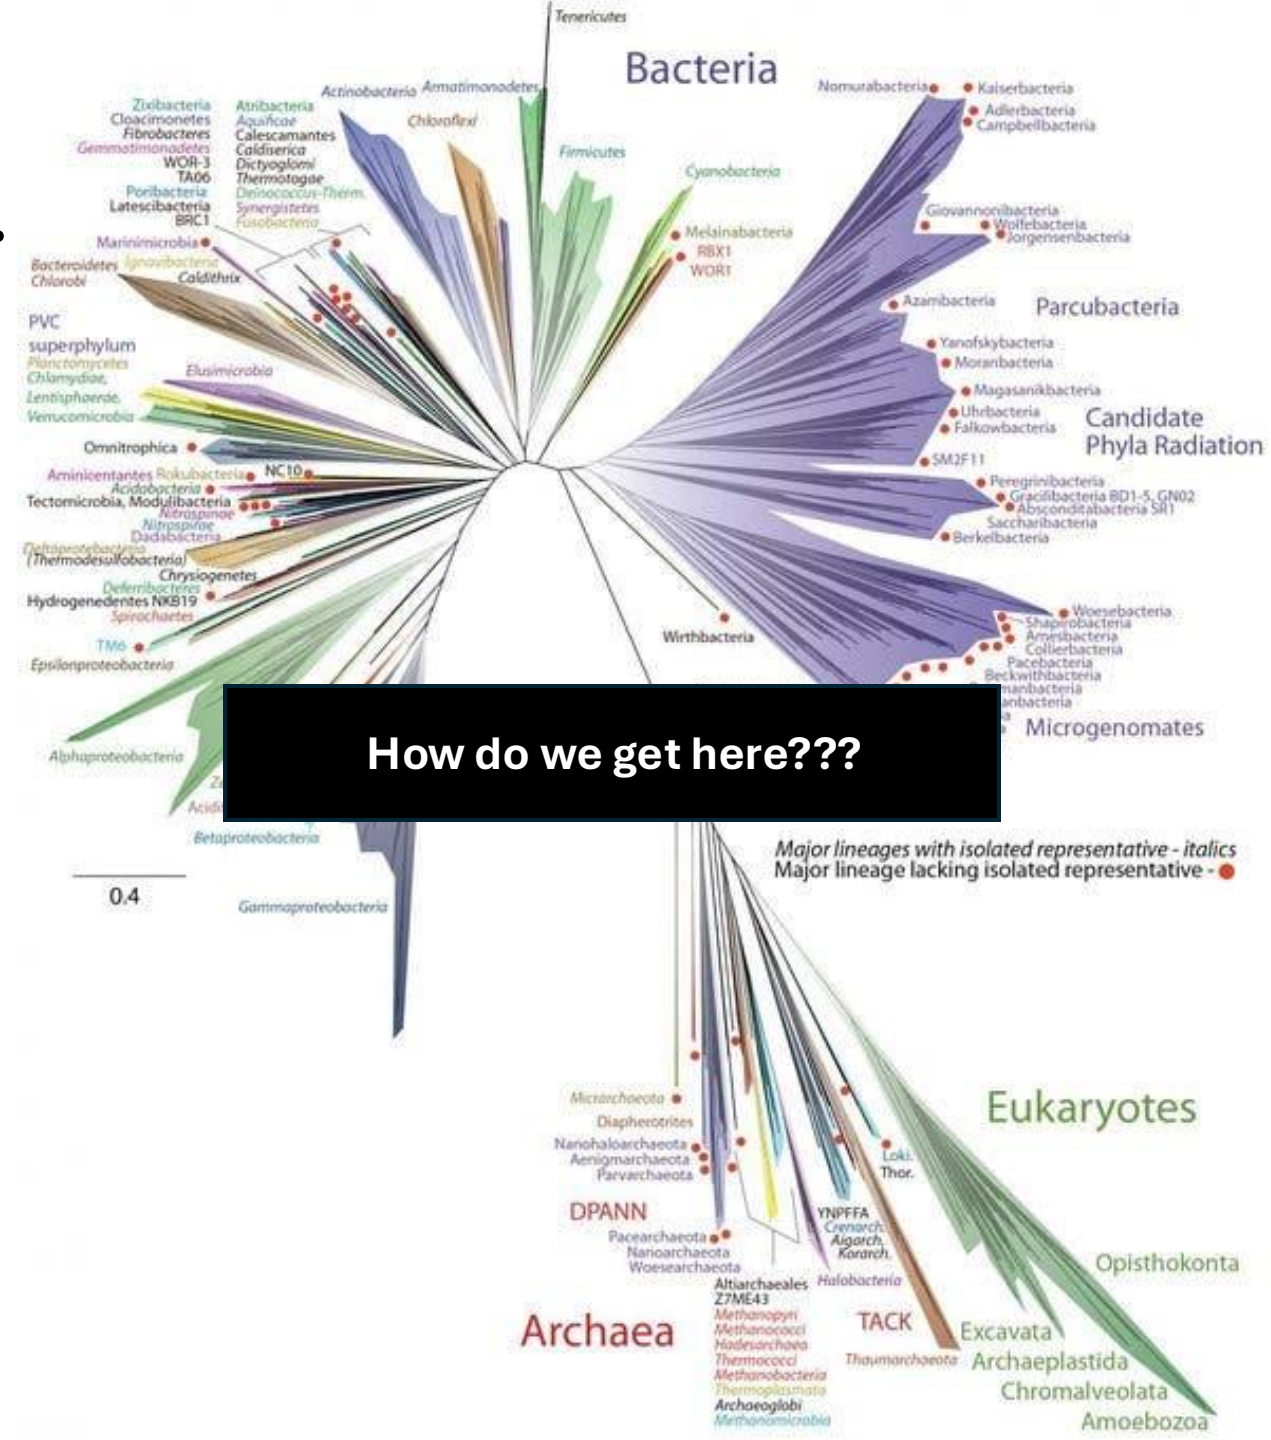 Tenericutes
Bacteria
Actinobacteria
Armatimonadetes
Nomurabacteria
Kaiserbacteria
Zixibacteria
Atribacteria
Adlerbacteria
Cloacimonetes
Aquificae
Chloroflexi
Campbellbacteria
Fibrobacteres
Calescamantes
Gemmatimonadetes
Caldiserica
Firmicutes
WOR-3
Dictyoglomi
Cyanobacteria
TA06
Thermotogae
Poribacteria
Deinococcus-Therm.
Latescibacteria
Synergistetes
Giovannonibacteria
BRC1
Fusobacteria
Wolfebacteria
Melainabacteria
Jorgensenbacteria
Marinimicrobia
RBX1
Bacteroidetes
Ignavibacteria
WOR1
Chlorobi
Caldithrix
Azambacteria
Parcubacteria
PVC
superphylum
Yanofskybacteria
Planctomycetes
Elusimicrobia
Moranbacteria
Chlamydiae,
Lentisphaerae,
Magasanikbacteria
Verrucomicrobia
Uhrbacteria
Candidate
Falkowbacteria
Phyla Radiation
Omnitrophica
SM2F11
Aminicentantes
Rokubacteria
NC10
Peregrinibacteria
Acidobacteria
Gracilibacteria BD1-5, GN02
Tectomicrobia, Modulibacteria
Absconditabacteria SR1
Nitrospinae
Saccharibacteria
Nitrospirae
Dadabacteria
Berkelbacteria
Deltaprotebacteria
(Thermodesulfobacteria)
Chrysiogenetes
Deferribacteres
Hydrogenedentes NKB19
Woesebacteria
Spirochaetes
Shapirobacteria
Wirthbacteria
Amesbacteria
TM6
Collierbacteria
Epsilonproteobacteria
Pacebacteria
Beckwithbacteria
manbacteria
anbacteria
Microgenomates
How do we get here???
Alphaproteobacteria
Acidi
Betaproteobacteria
Major lineages with isolated representative - italics
Major lineage lacking isolated representative -
0.4
Gammaproteobacteria
Micrarchaeota
Eukaryotes
Diapherotrites
Nanohaloarchaeota
Aenigmarchaeota
Loki.
Parvarchaeota
Thor.
DPANN
YNPFFA
Crenarch.
Pacearchaeota
Aigarch.
Nanoarchaeota
Korarch.
Woesearchaeota
Opisthokonta
Altiarchaeales
Halobacteria
Z7ME43
Methanopyri
TACK
Archaea
Methanococci
Excavata
Hadesarchaea
Thermococci
Thaumarchaeota
Archaeplastida
Methanobacteria
Thermoplasmata
Chromalveolata
Archaeoglobi
Methanomicrobia
Amoebozoa